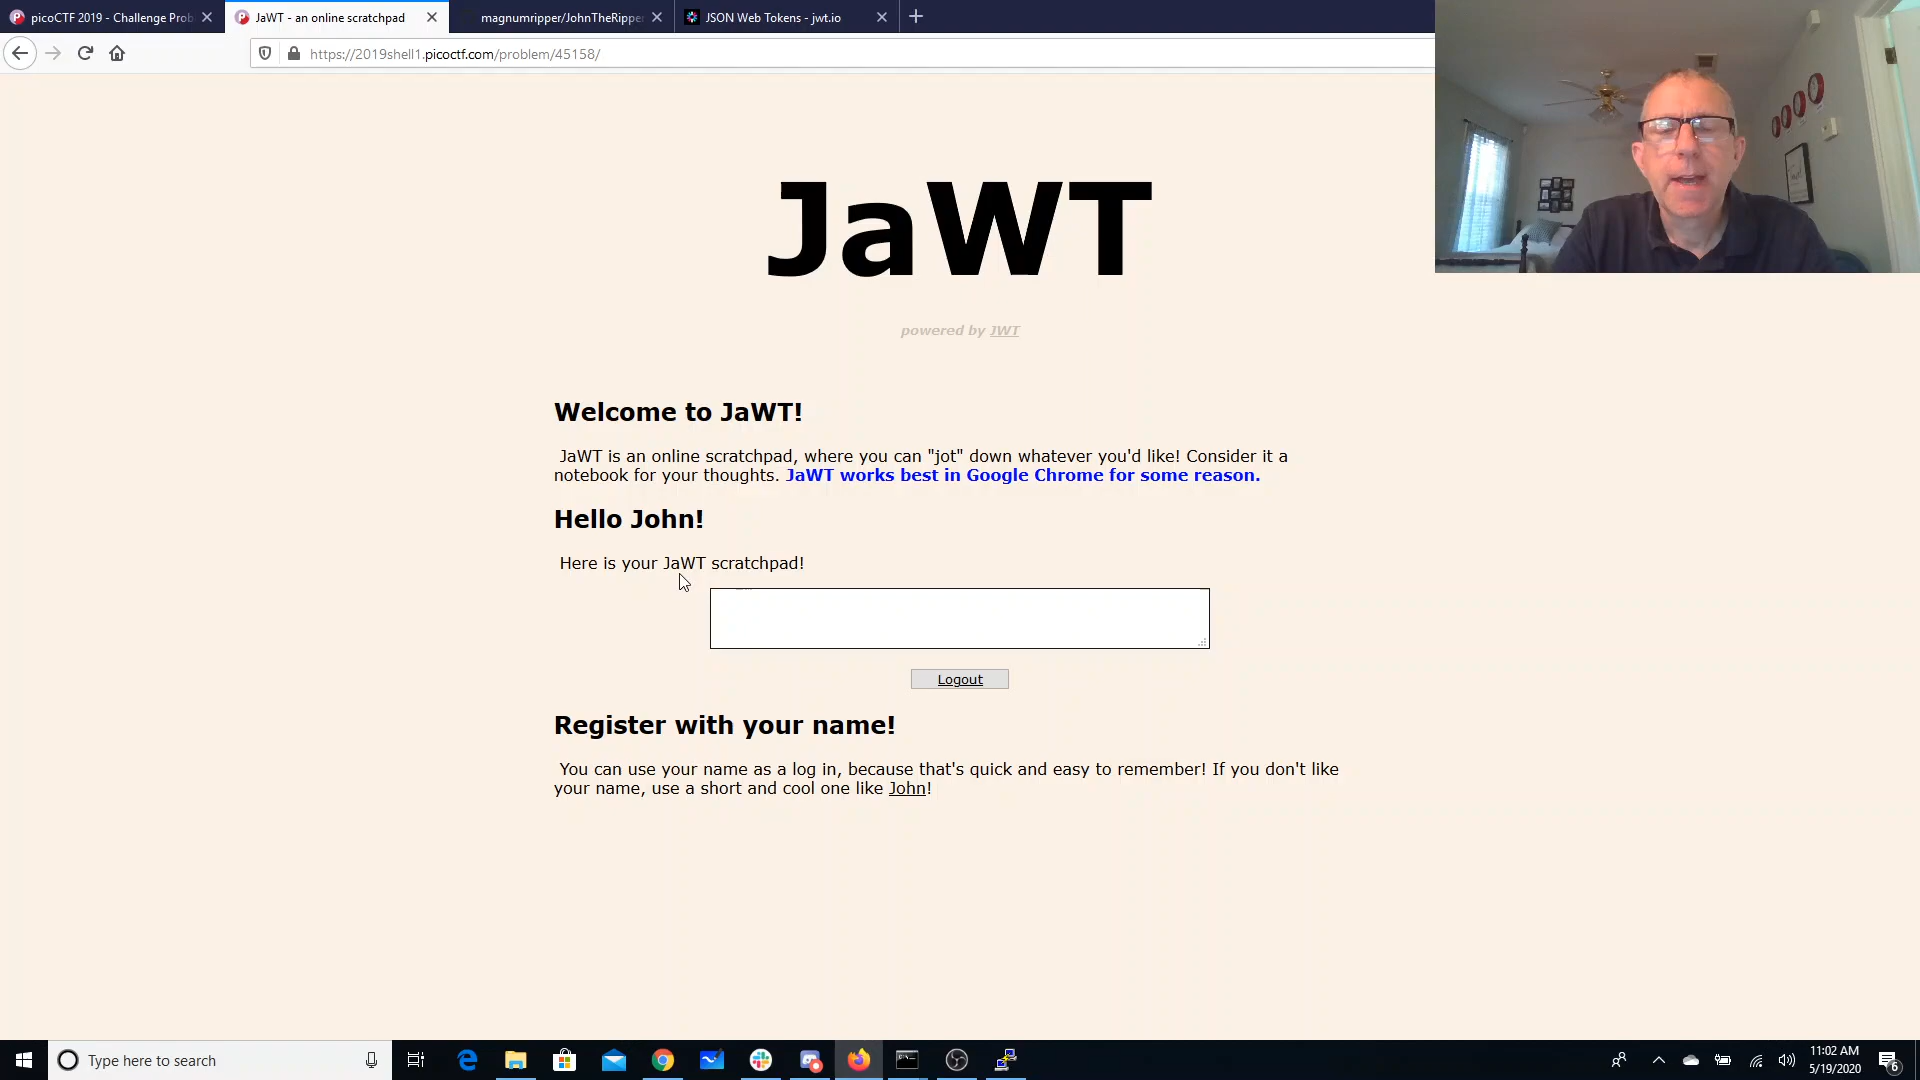 picoCTF 2019 - Challenge Prob
JaWT - an online scratchpad
magnumripper/JohnTheRipper
JSON Web Tokens - jwt.io
https://2019shell1.picoctf.com/problem/45158/
JaWT
powered by JWT
Welcome to JaWT!
JaWT is an online scratchpad, where you can "jot" down whatever you'd like! Consider it a
notebook for your thoughts. JaWT works best in Google Chrome for some reason.
Hello John!
Here is your JaWT scratchpad!
Logout
Register with your name!
You can use your name as a log in, because that's quick and easy to remember! If you don't like
your name, use a short and cool one like John!
Type here to search
11:02 AM
5/19/2020
6